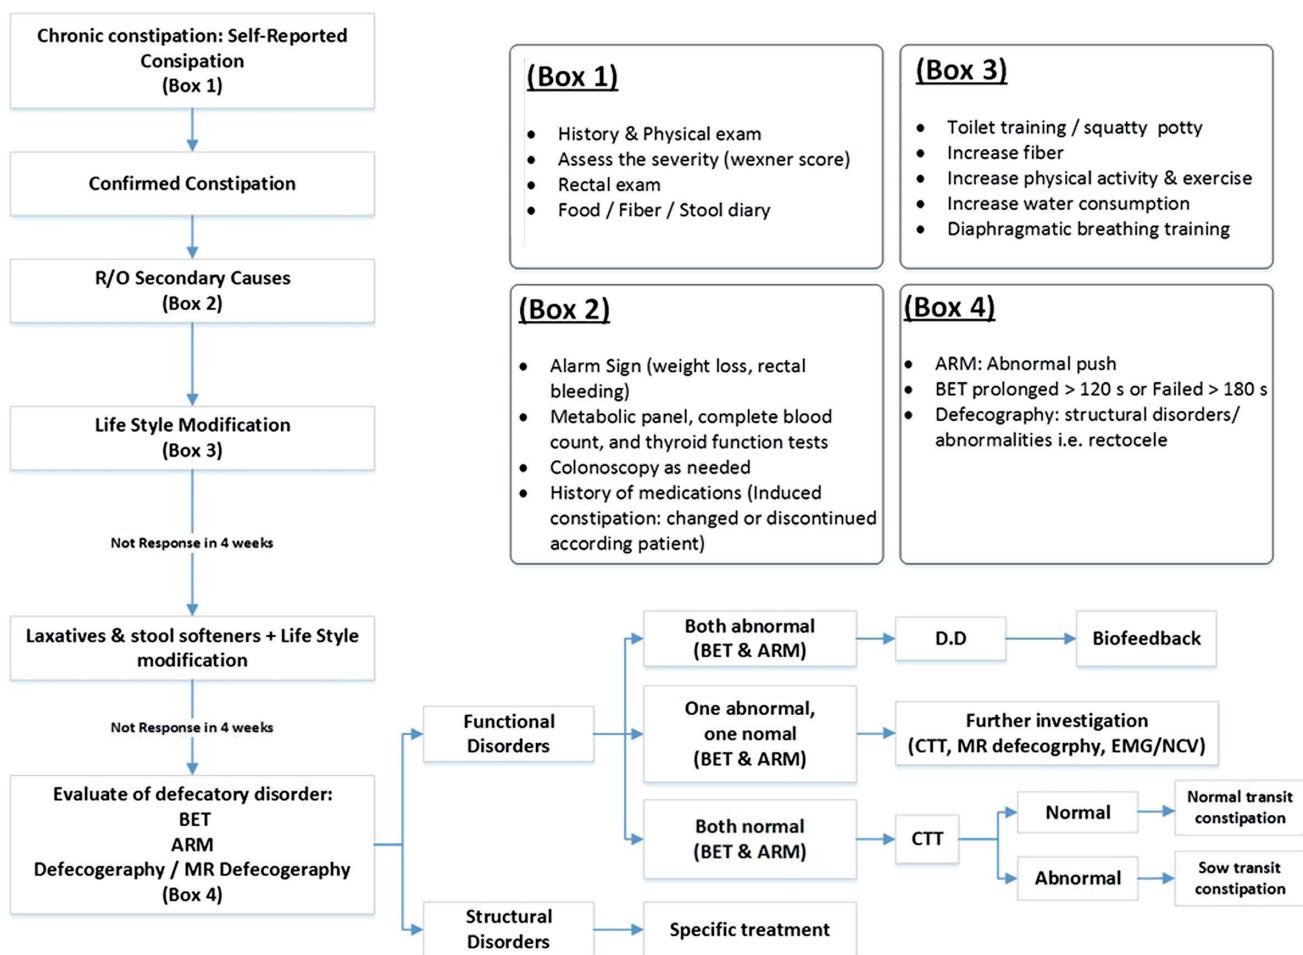 Chronic constipation: Self-Reported
Consipation
(Box 1)
Confirmed Constipation
R/O Secondary Causes
(Box 2)
Life Style Modification
(Box 3)
Not Response in 4 weeks
Laxatives & stool softeners + Life Style
modification
Not Response in 4 weeks
Evaluate of defecatory disorder:
BET
ARM
Defecogeraphy / MR Defecogeraphy
(Box 4)
(Box 1)
• History & Physical exam
• Assess the severity (wexner score)
• Rectal exam
• Food / Fiber / Stool diary
(Box 3)
• Toilet training / squatty potty
• Increase fiber
• Increase physical activity & exercise
• Increase water consumption
• Diaphragmatic breathing training
(Box 2)
• Alarm Sign (weight loss, rectal
bleeding)
• Metabolic panel, complete blood
count, and thyroid function tests
• Colonoscopy as needed
• History of medications (Induced
constipation: changed or discontinued
according patient)
(Box 4)
• ARM: Abnormal push
• BET prolonged > 120 s or Failed > 180 s
• Defecography: structural disorders/
abnormalities i.e. rectocele
Functional
Disorders
Both abnormal
(BET & ARM)
D.D
Biofeedback
One abnormal,
one nomal
(BET & ARM)
Further investigation
(CTT, MR defecogrphy, EMG/NCV)
Both normal
(BET & ARM)
CTT
Normal
Normal transit
constipation
Abnormal
Sow transit
constipation
Structural
Disorders
Specific treatment